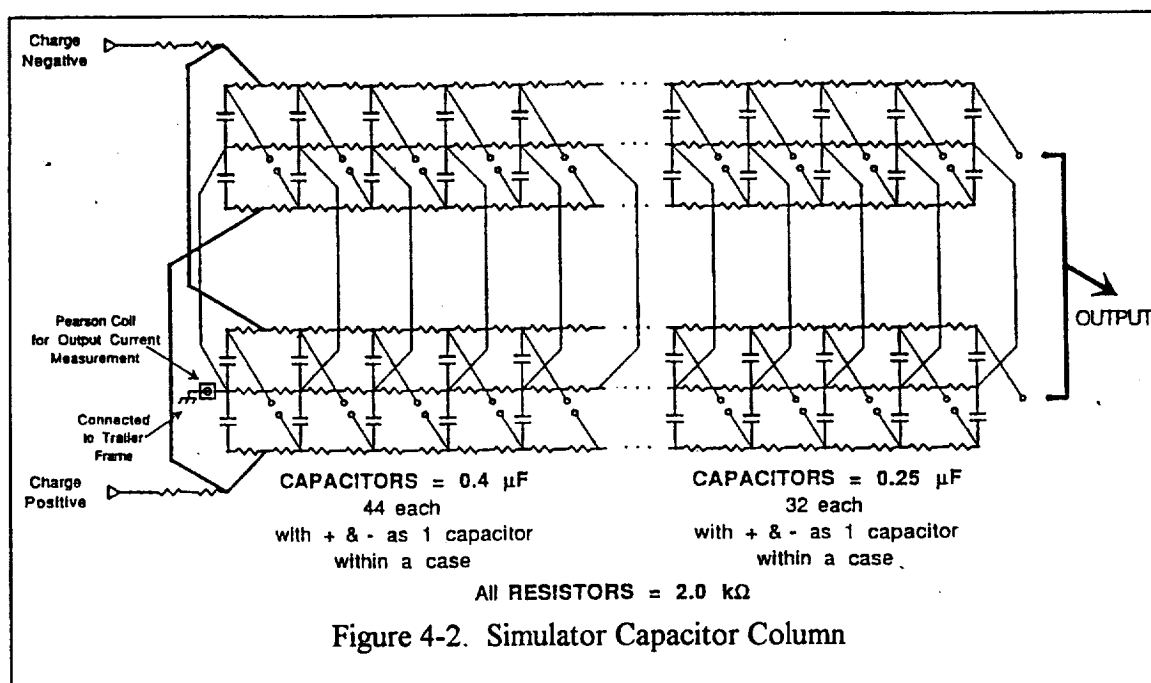 Charge
Negative
Pearson Coil
for Output Current
Measurement
Connected
to Trailer
Frame
Charge
Positive
OUTPUT
CAPACITORS = 0.4 µF
44 each
with + & - as 1 capacitor
within a case
CAPACITORS = 0.25 µF
32 each
with + & - as 1 capacitor
within a case
All RESISTORS = 2.0 kΩ
Figure 4-2. Simulator Capacitor Column